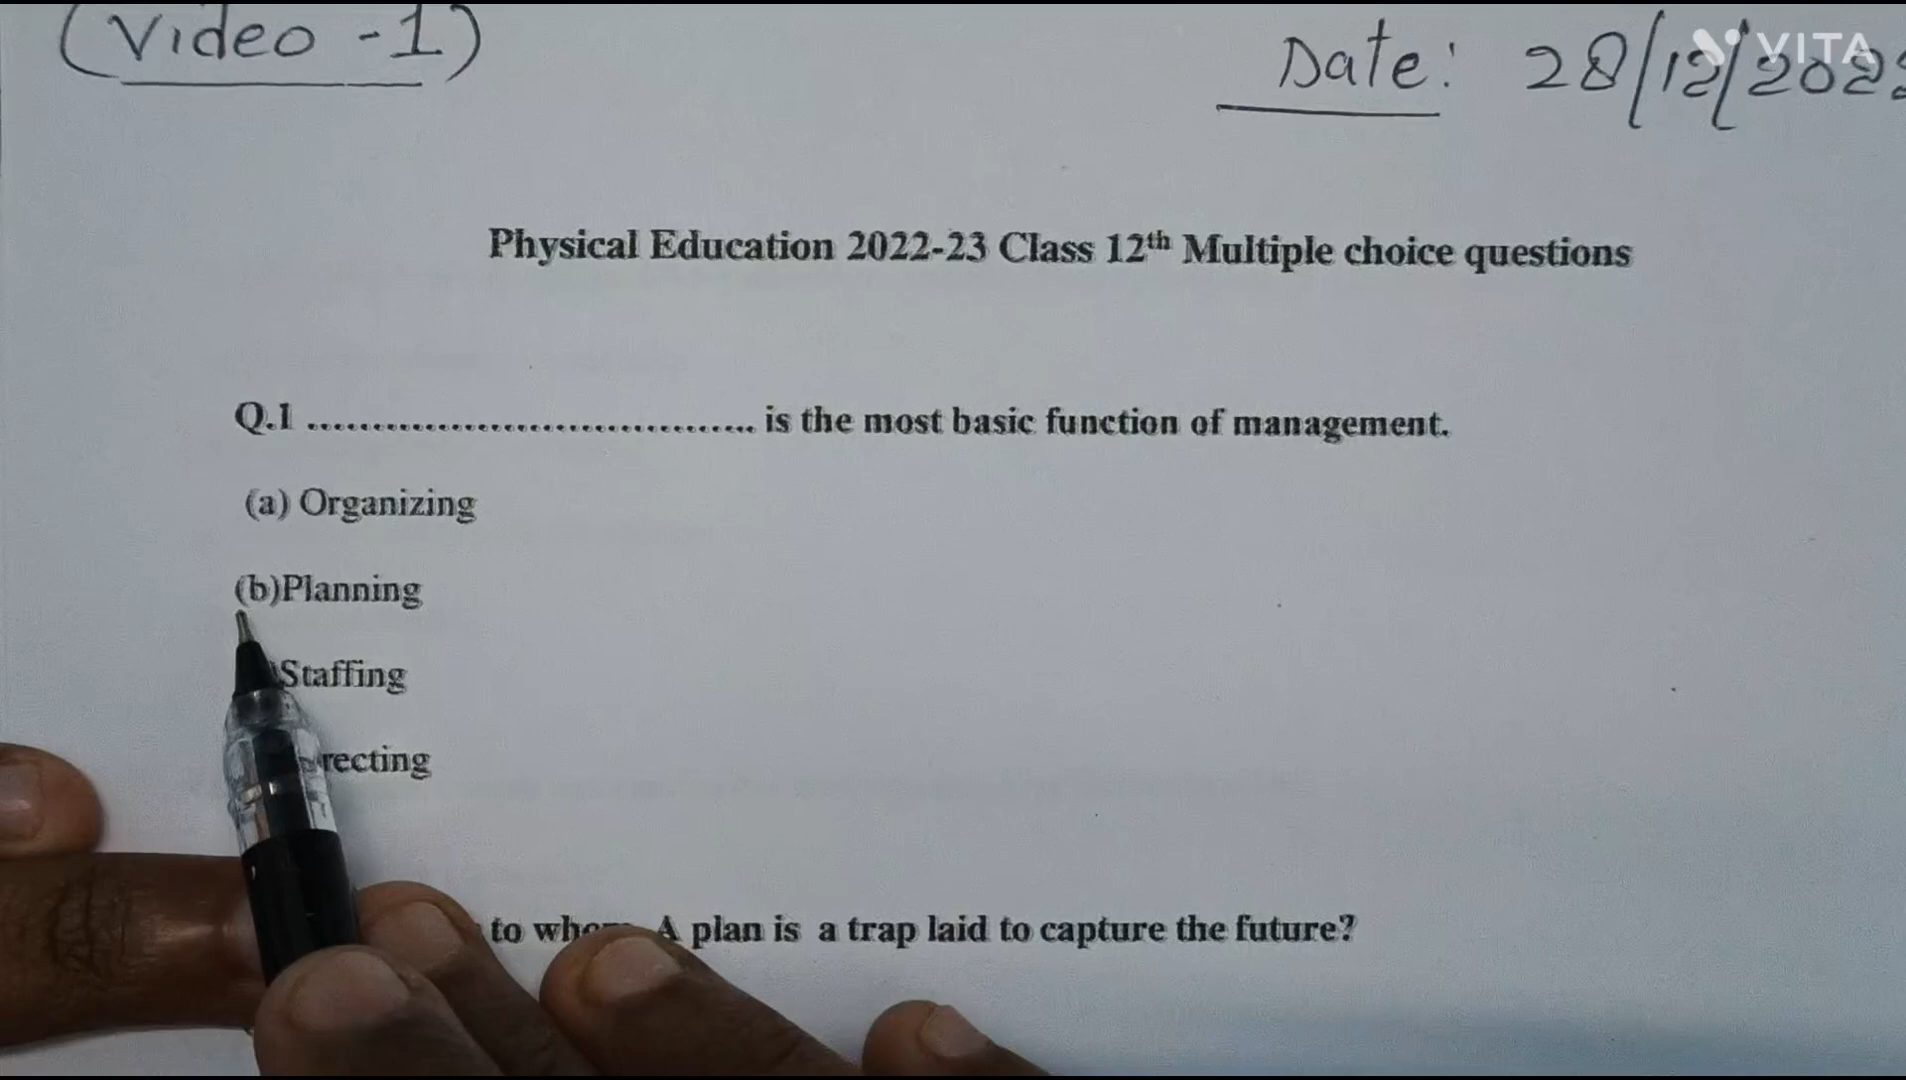 (Video -1)
Date: 28/12/202
VITA
Physical Education 2022-23 Class 12th Multiple choice questions
Q.1 .................................. is the most basic function of management.
(a) Organizing
(b)Planning
Staffing
recting
to A plan is a trap laid to capture the future?